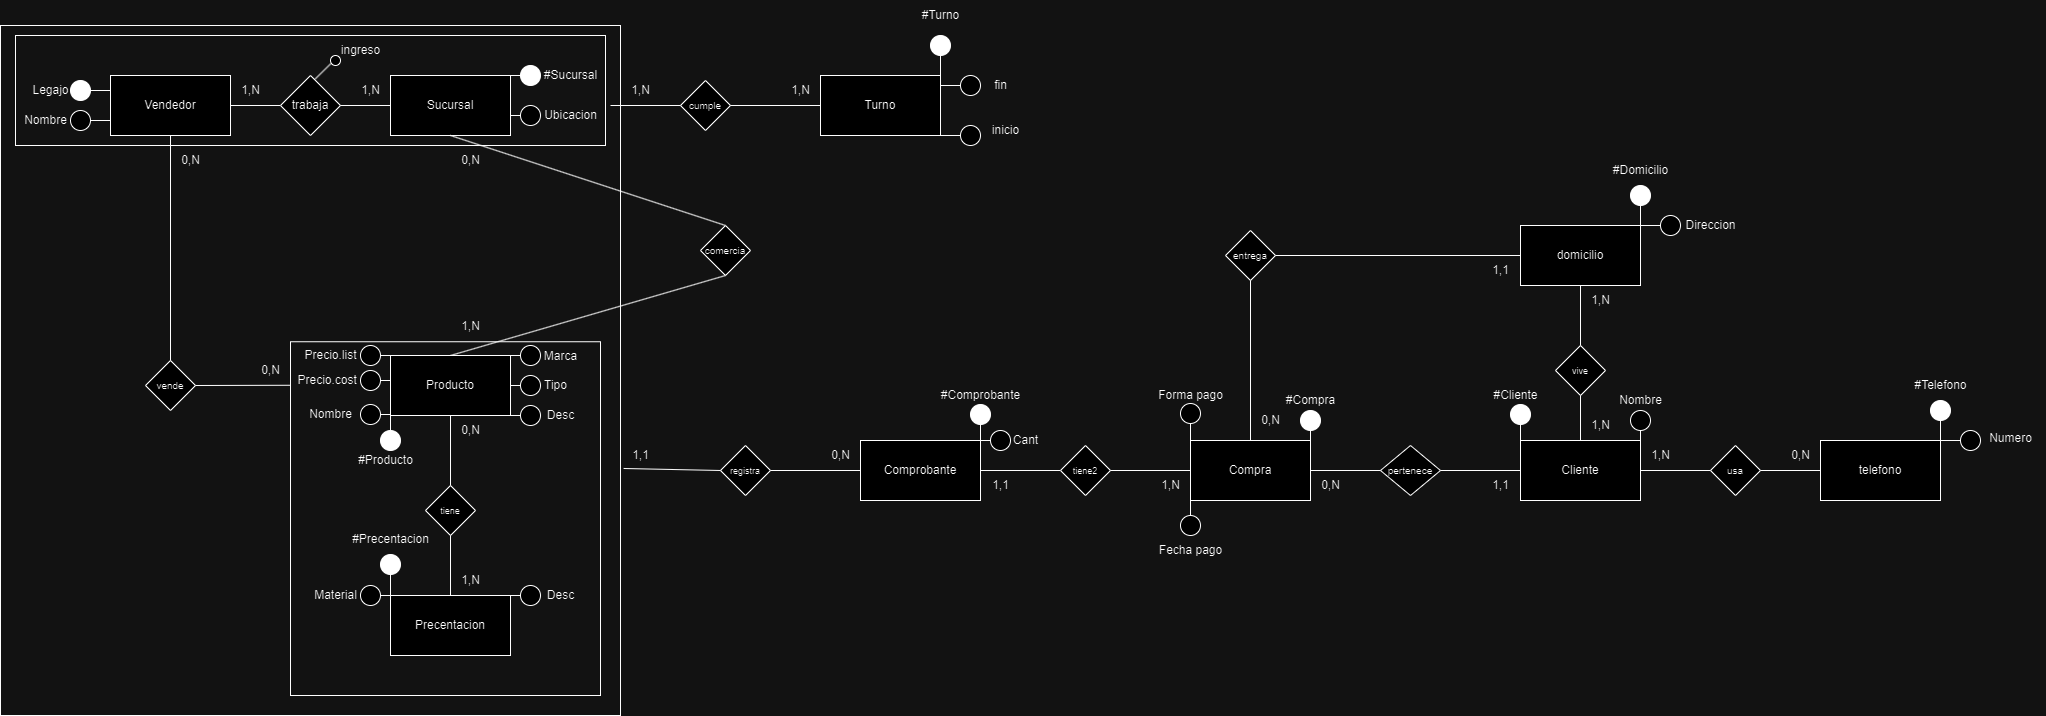 #Turno
ingreso
Legajo
Nombre
Vendedor
1,N
trabaja
1,N
Sucursal
#Sucursal
Ubicacion
1,N
cumple
1,N
Turno
fin
inicio
0,N
0,N
comercia
1,N
#Domicilio
Direccion
domicilio
entrega
1,1
1,N
vive
1,N
0,N
vende
0,N
Precio.list
Precio.cost
Nombre
#Producto
Producto
Marca
Tipo
Desc
0,N
tiene
1,N
#Precentacion
Material
Desc
Precentacion
1,1
registra
0,N
#Comprobante
Cant
Comprobante
1,1
tiene2
1,N
Forma pago
#Compra
Compra
Fecha pago
0,N
pertenece
1,1
#Cliente
Nombre
Cliente
1,N
usa
0,N
#Telefono
Numero
telefono